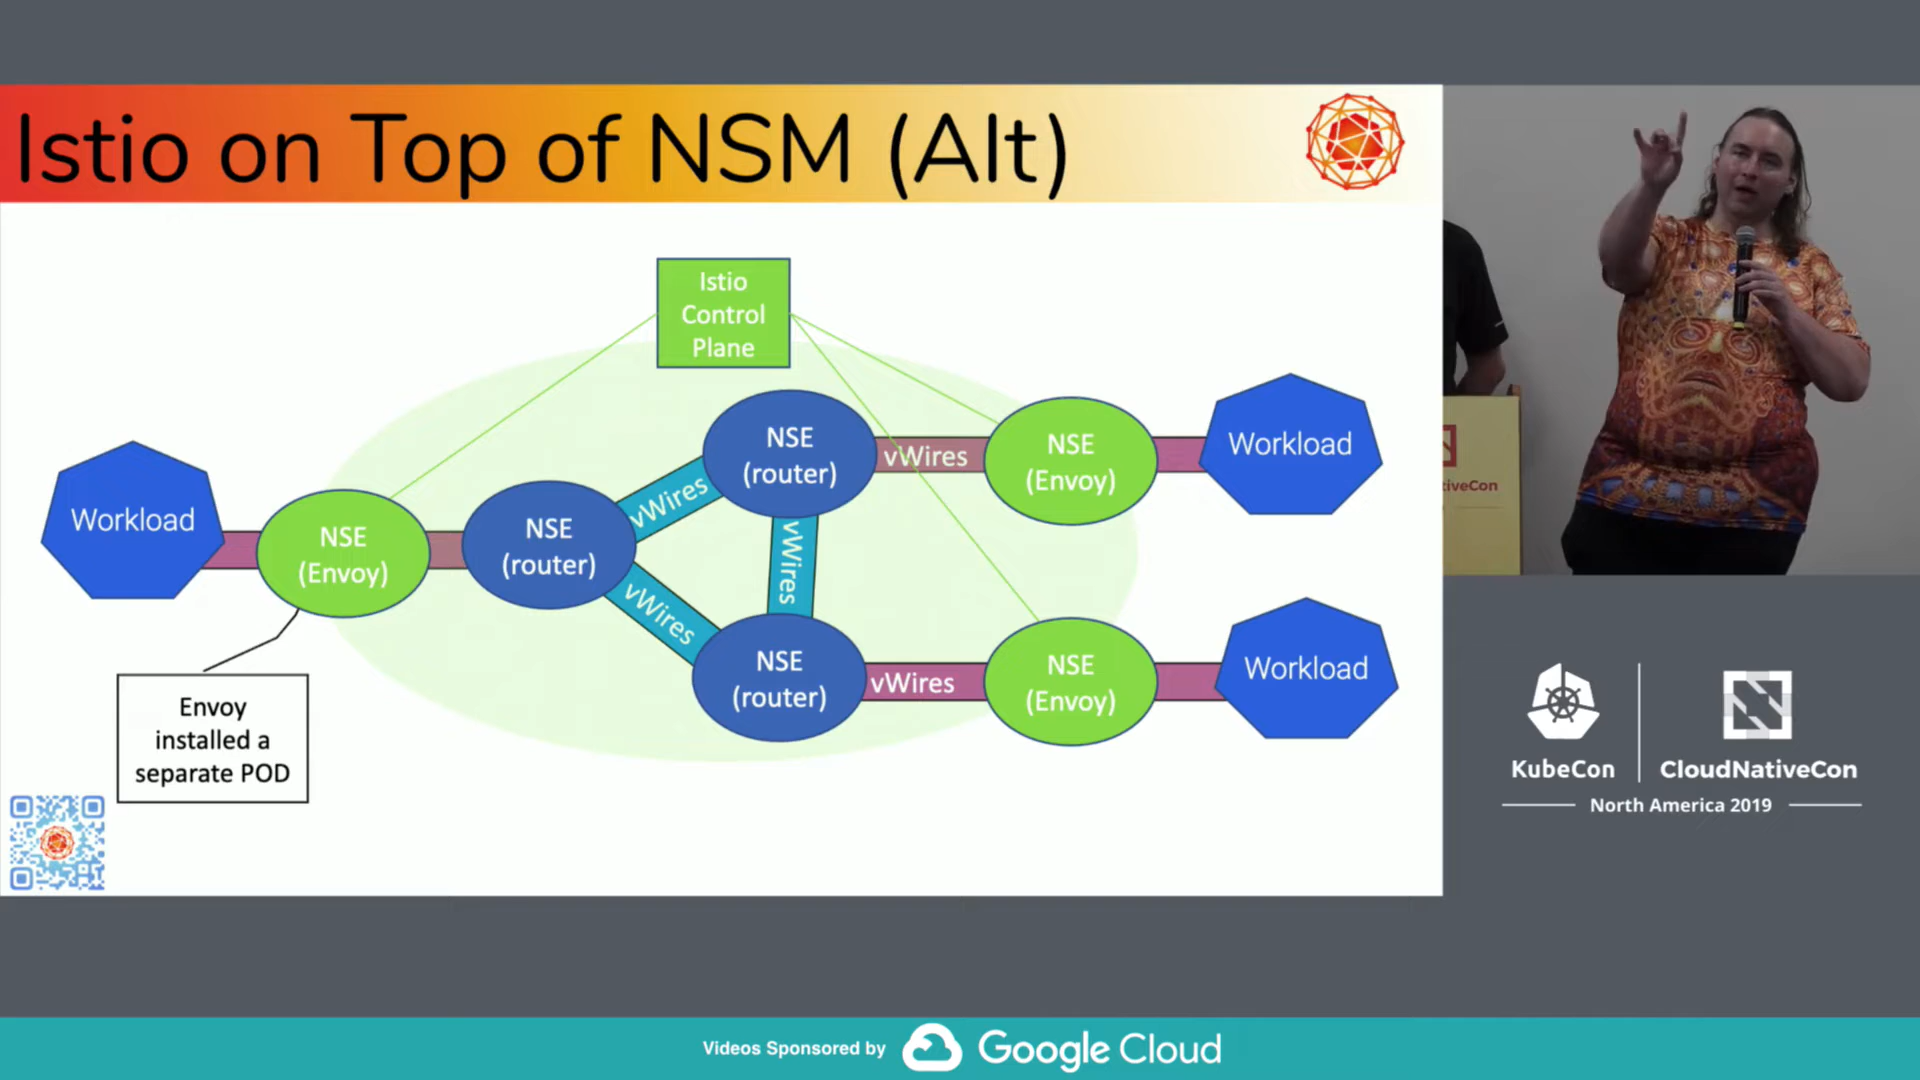 Istio on Top of NSM (Alt)
Istio
Control
Plane
NSE
(router)
vWires
NSE
(Envoy)
Workload
Workload
NSE
(Envoy)
NSE
(router)
vWires
vWires
vWires
NSE
(router)
vWires
NSE
(Envoy)
Workload
Envoy
installed a
separate POD
tiveCon
KubeCon
CloudNativeCon
North America 2019
Videos Sponsored by
Google Cloud